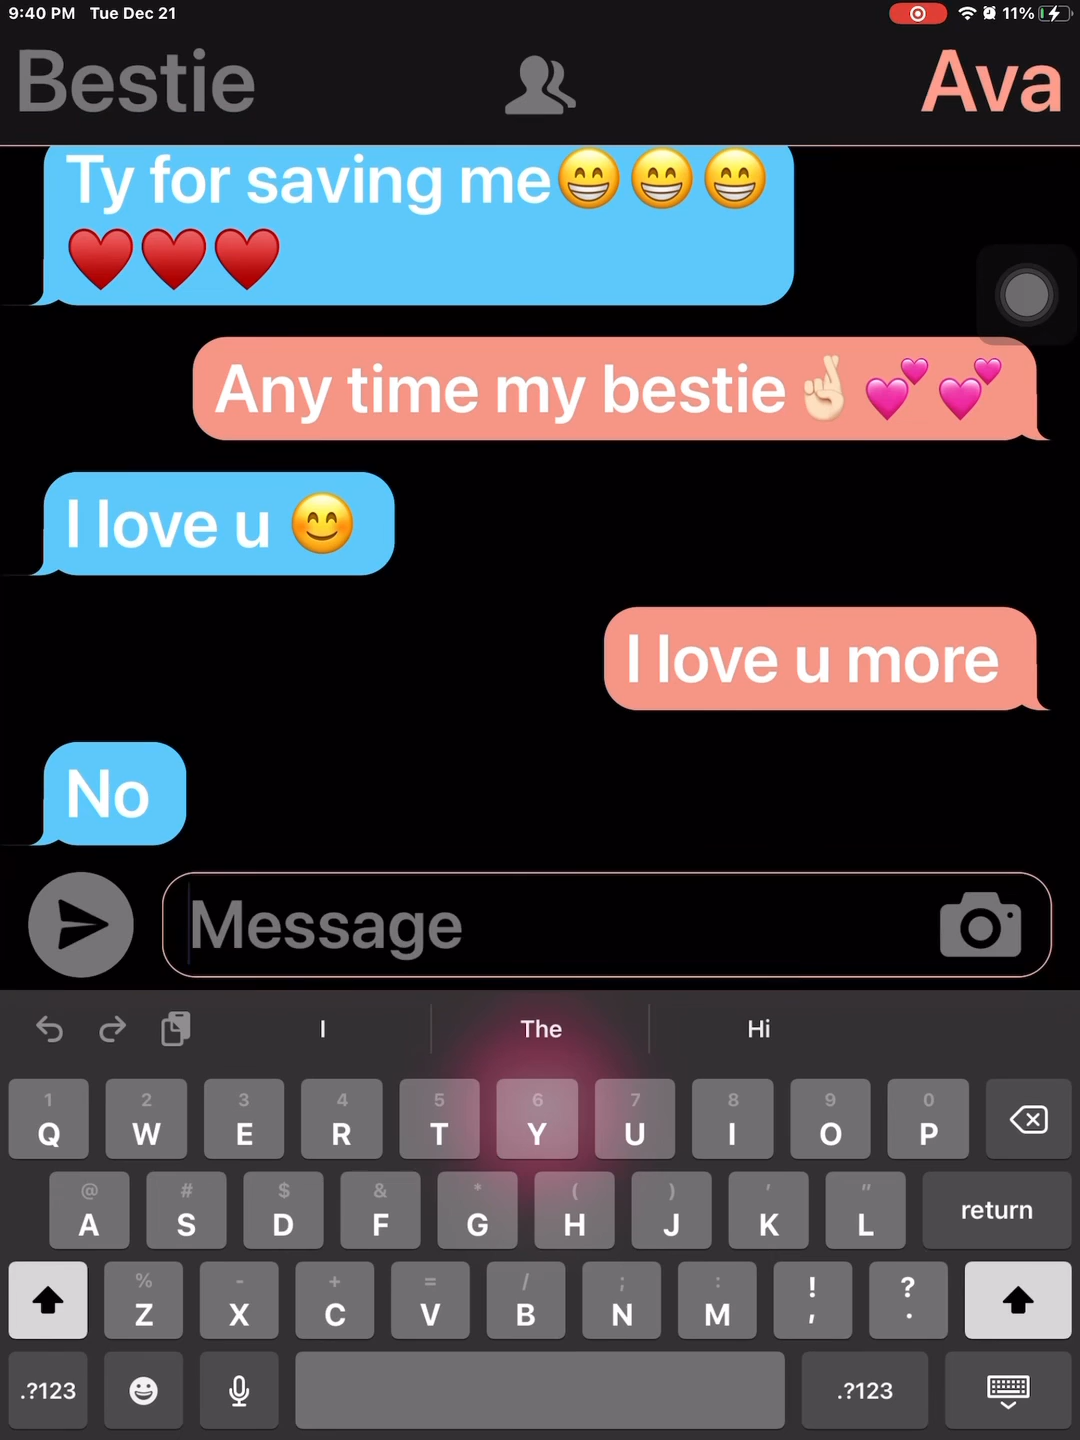 9:40 PM Tue Dec 21 11%
Bestie Ava
Ty for saving me😁😁😁
♥️♥️♥️
Any time my bestie🤞🏻💕💕
I love u 😊
I love u more
No
Message
I The Hi
1 2 3 4 5 6 7 8 9 0
Q W E R T Y U I O P
@ # $ & * ( ) ' "
A S D F G H J K L return
% - + = / ; : ! ?
Z X C V B N M , .
.?123 .?123